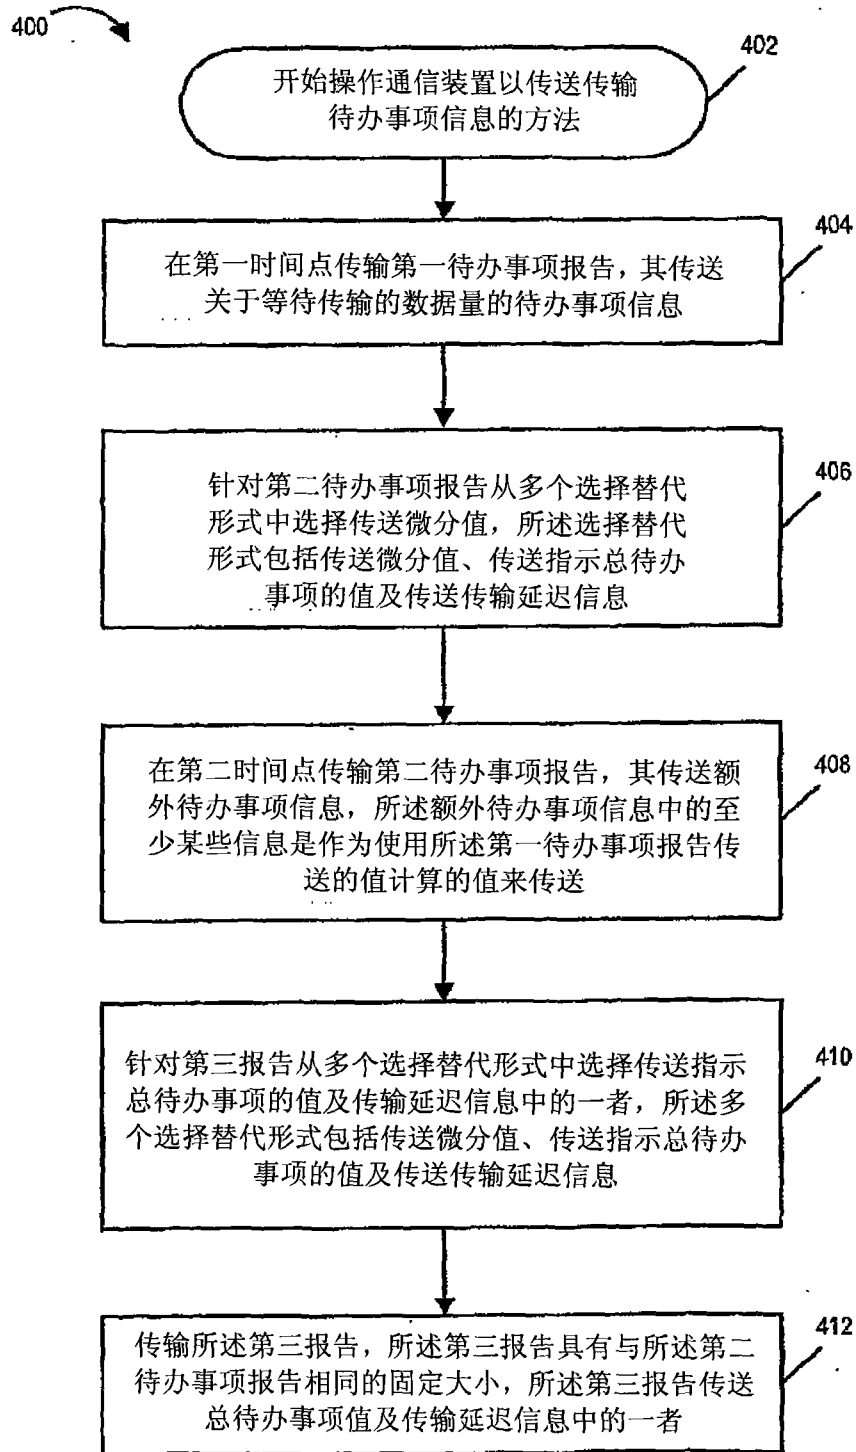 400
402
开始操作通信装置以传送传输
待办事项信息的方法
404
在第一时间点传输第一待办事项报告，其传送
关于等待传输的数据量的待办事项信息
406
针对第二待办事项报告从多个选择替代
形式中选择传送微分值，所述选择替代
形式包括传送微分值、传送指示总待办
事项的值及传送传输延迟信息
408
在第二时间点传输第二待办事项报告，其传送额
外待办事项信息，所述额外待办事项信息中的至
少某些信息是作为使用所述第一待办事项报告传
送的值计算的值来传送
410
针对第三报告从多个选择替代形式中选择传送指示
总待办事项的值及传输延迟信息中的一者，所述多
个选择替代形式包括传送微分值、传送指示总待办
事项的值及传送传输延迟信息
412
传输所述第三报告，所述第三报告具有与所述第二
待办事项报告相同的固定大小，所述第三报告传送
总待办事项值及传输延迟信息中的一者